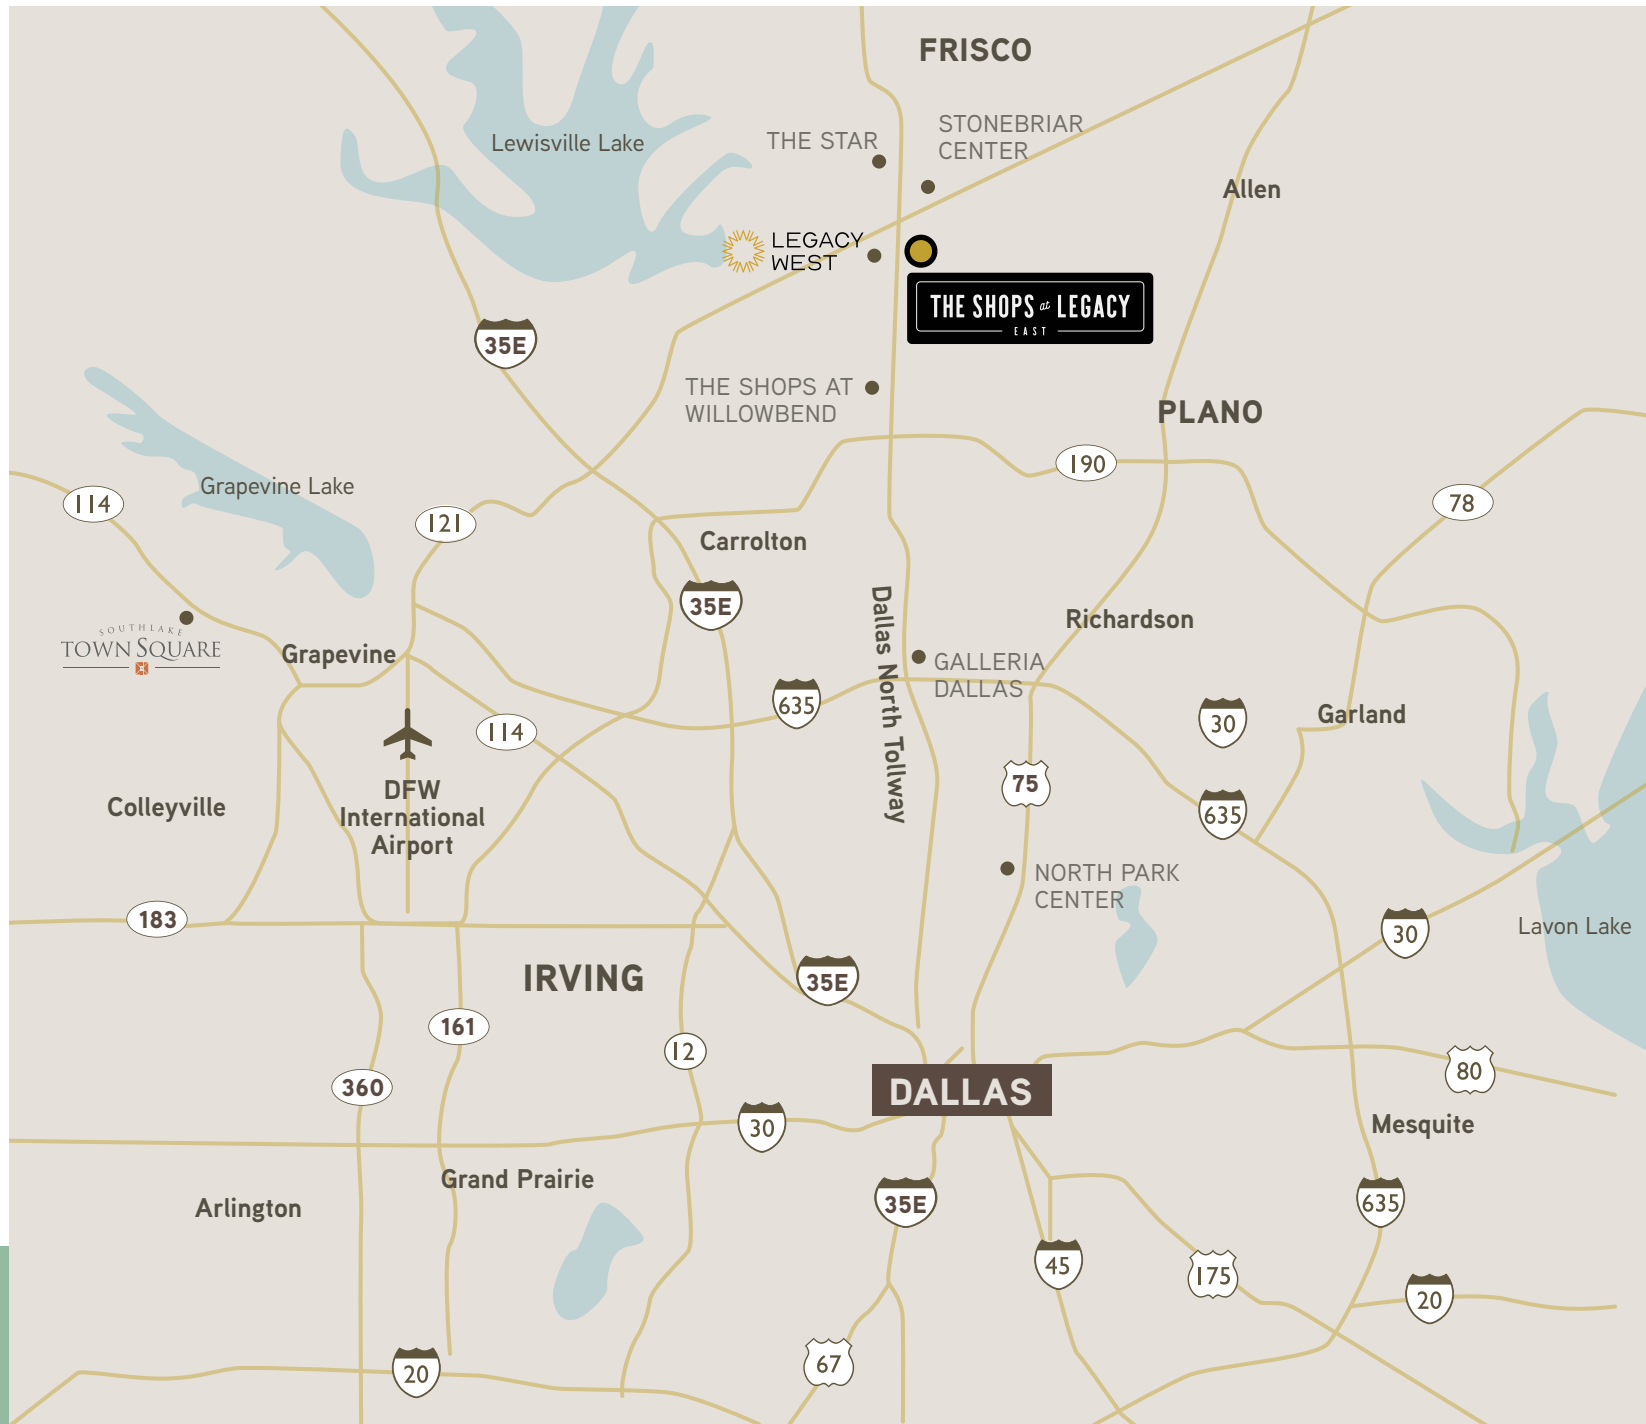 FRISCO
STONEBRIAR
CENTER
THE STAR
Lewisville Lake
Allen
LEGACY
WEST
THE SHOPS at LEGACY
EAST
35E
THE SHOPS AT
WILLOWBEND
PLANO
190
Grapevine Lake
114
78
121
Carrolton
35E
Dallas North Tollway
Richardson
SOUTHLAKE
TOWN SQUARE
Grapevine
GALLERIA
DALLAS
635
30
Garland
114
75
DFW
International
Airport
Colleyville
635
NORTH PARK
CENTER
183
30
Lavon Lake
IRVING
35E
161
12
80
360
DALLAS
30
Mesquite
Grand Prairie
Arlington
35E
635
45
175
20
67
20